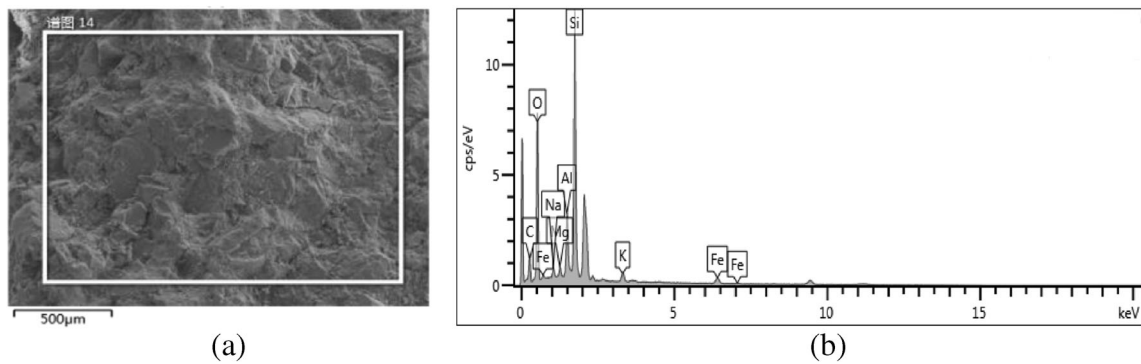 谱图 14
500μm
(a)
cps/eV
10
5
0
Si
O
Al
Na
C
Fe
Mg
K
Fe
Fe
0
5
10
15
keV
(b)